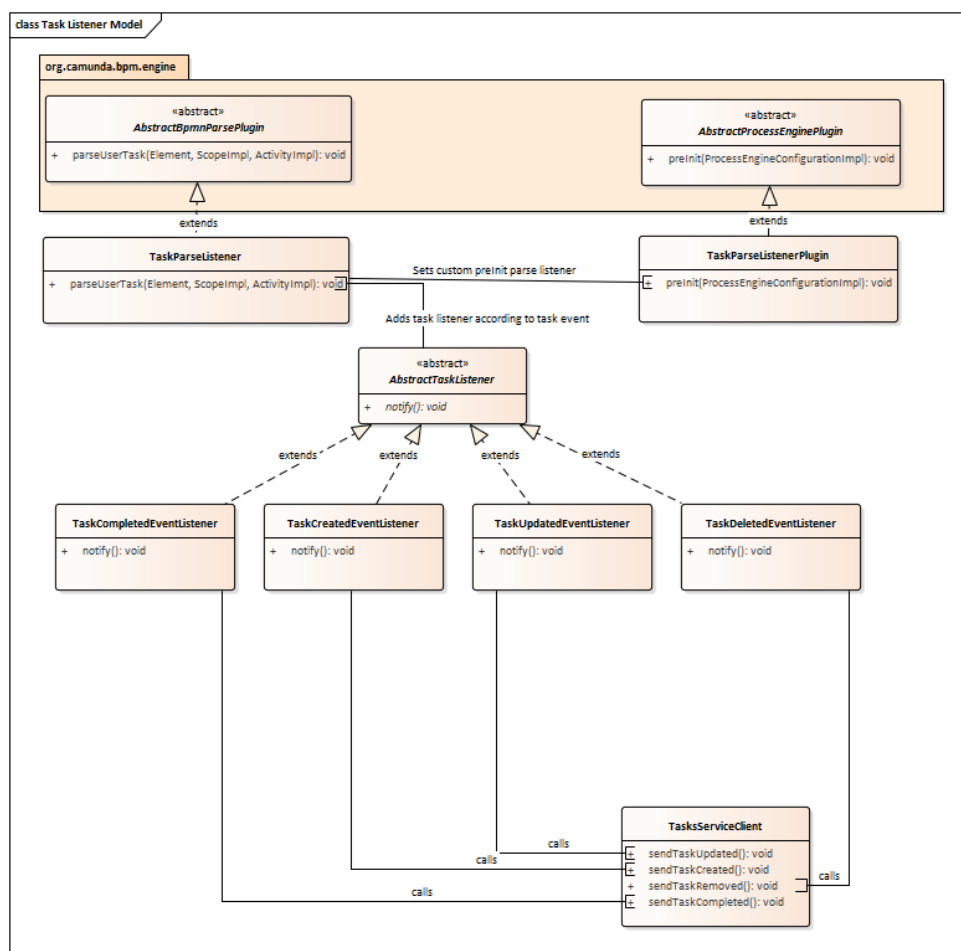 class Task Listener Model
org.camunda.bpm.engine
«abstract»
AbstractBpmnParsePlugin
+ parseUserTask(Element, ScopeImpl, ActivityImpl): void
«abstract»
AbstractProcessEnginePlugin
+ preInit(ProcessEngineConfigurationImpl): void
extends
extends
TaskParseListener
+ parseUserTask(Element, ScopeImpl, ActivityImpl): void
Sets custom preInit parse listener
TaskParseListenerPlugin
+ preInit(ProcessEngineConfigurationImpl): void
Adds task listener according to task event
«abstract»
AbstractTaskListener
+ notify(): void
extends
extends
extends
extends
TaskCompletedEventListener
+ notify(): void
TaskCreatedEventListener
+ notify(): void
TaskUpdatedEventListener
+ notify(): void
TaskDeletedEventListener
+ notify(): void
TasksServiceClient
+ sendTaskUpdated(): void
+ sendTaskCreated(): void
+ sendTaskRemoved(): void
+ sendTaskCompleted(): void
calls
calls
calls
calls